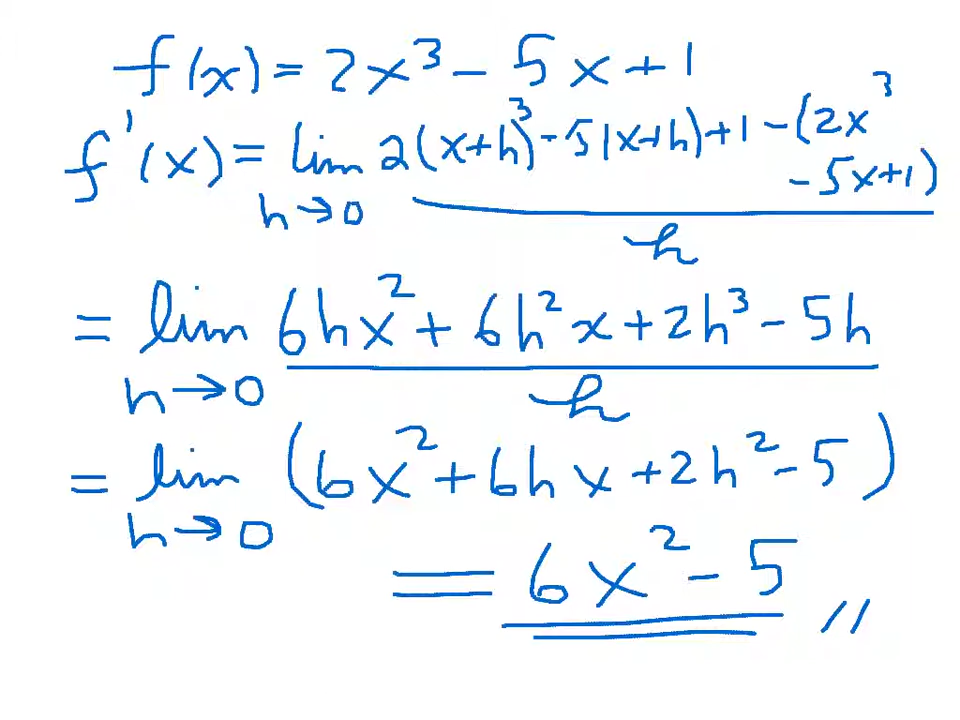 f(x) = 2x³ - 5x + 1
f'(x) = lim 2(x+h)³ - 5(x+h) + 1 - (2x³
- 5x+1)
h→0
h
= lim 6hx² + 6h²x + 2h³ - 5h
h→0
h
= lim (6x² + 6hx + 2h² - 5)
h→0
= 6x² - 5 //